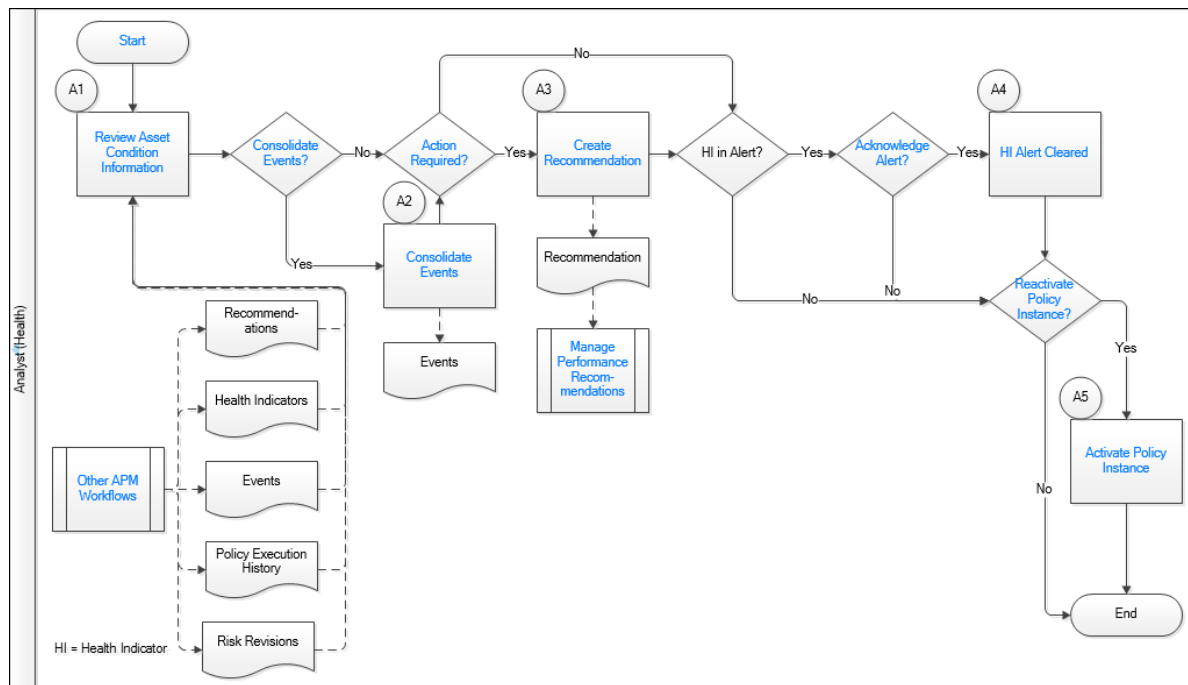 Start
A1
Review Asset
Condition
Information
Consolidate
Events?
No
Yes
A2
Consolidate
Events
Events
Action
Required?
No
Yes
A3
Create
Recommendation
Recommendation
Manage
Performance
Recom-
mendations
HI in Alert?
Yes
No
Acknowledge
Alert?
Yes
No
A4
HI Alert Cleared
Reactivate
Policy
Instance?
Yes
No
A5
Activate Policy
Instance
End
Analyst (Health)
Other APM
Workflows
Recommend-
ations
Health Indicators
Events
Policy Execution
History
Risk Revisions
HI = Health Indicator